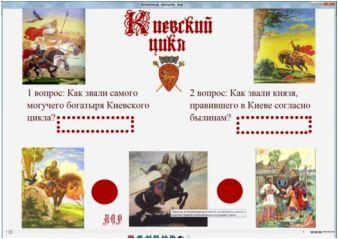 Киевский
цикл
1 вопрос: Как звали самого
могучего богатыря Киевского
цикла?
2 вопрос: Как звали князя,
правившего в Киеве согласно
былинам?